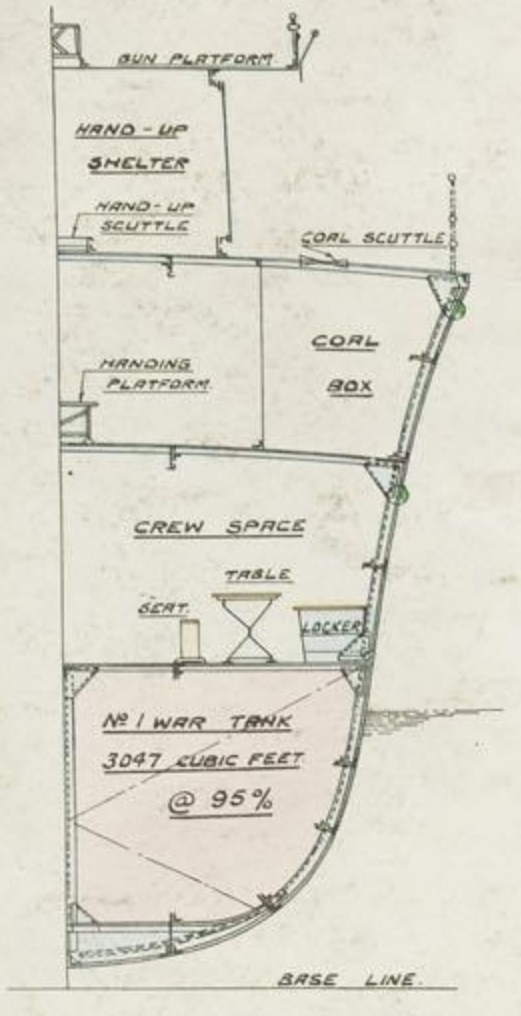 GUN PLATFORM
HAND-UP
SHELTER
HAND-UP
SCUTTLE
COAL SCUTTLE
COAL
BOX
HANDING
PLATFORM.
CREW SPACE
TABLE
SEAT.
LOCKER
Nº 1 WAR TANK
3047 CUBIC FEET
@ 95%
BASE LINE.